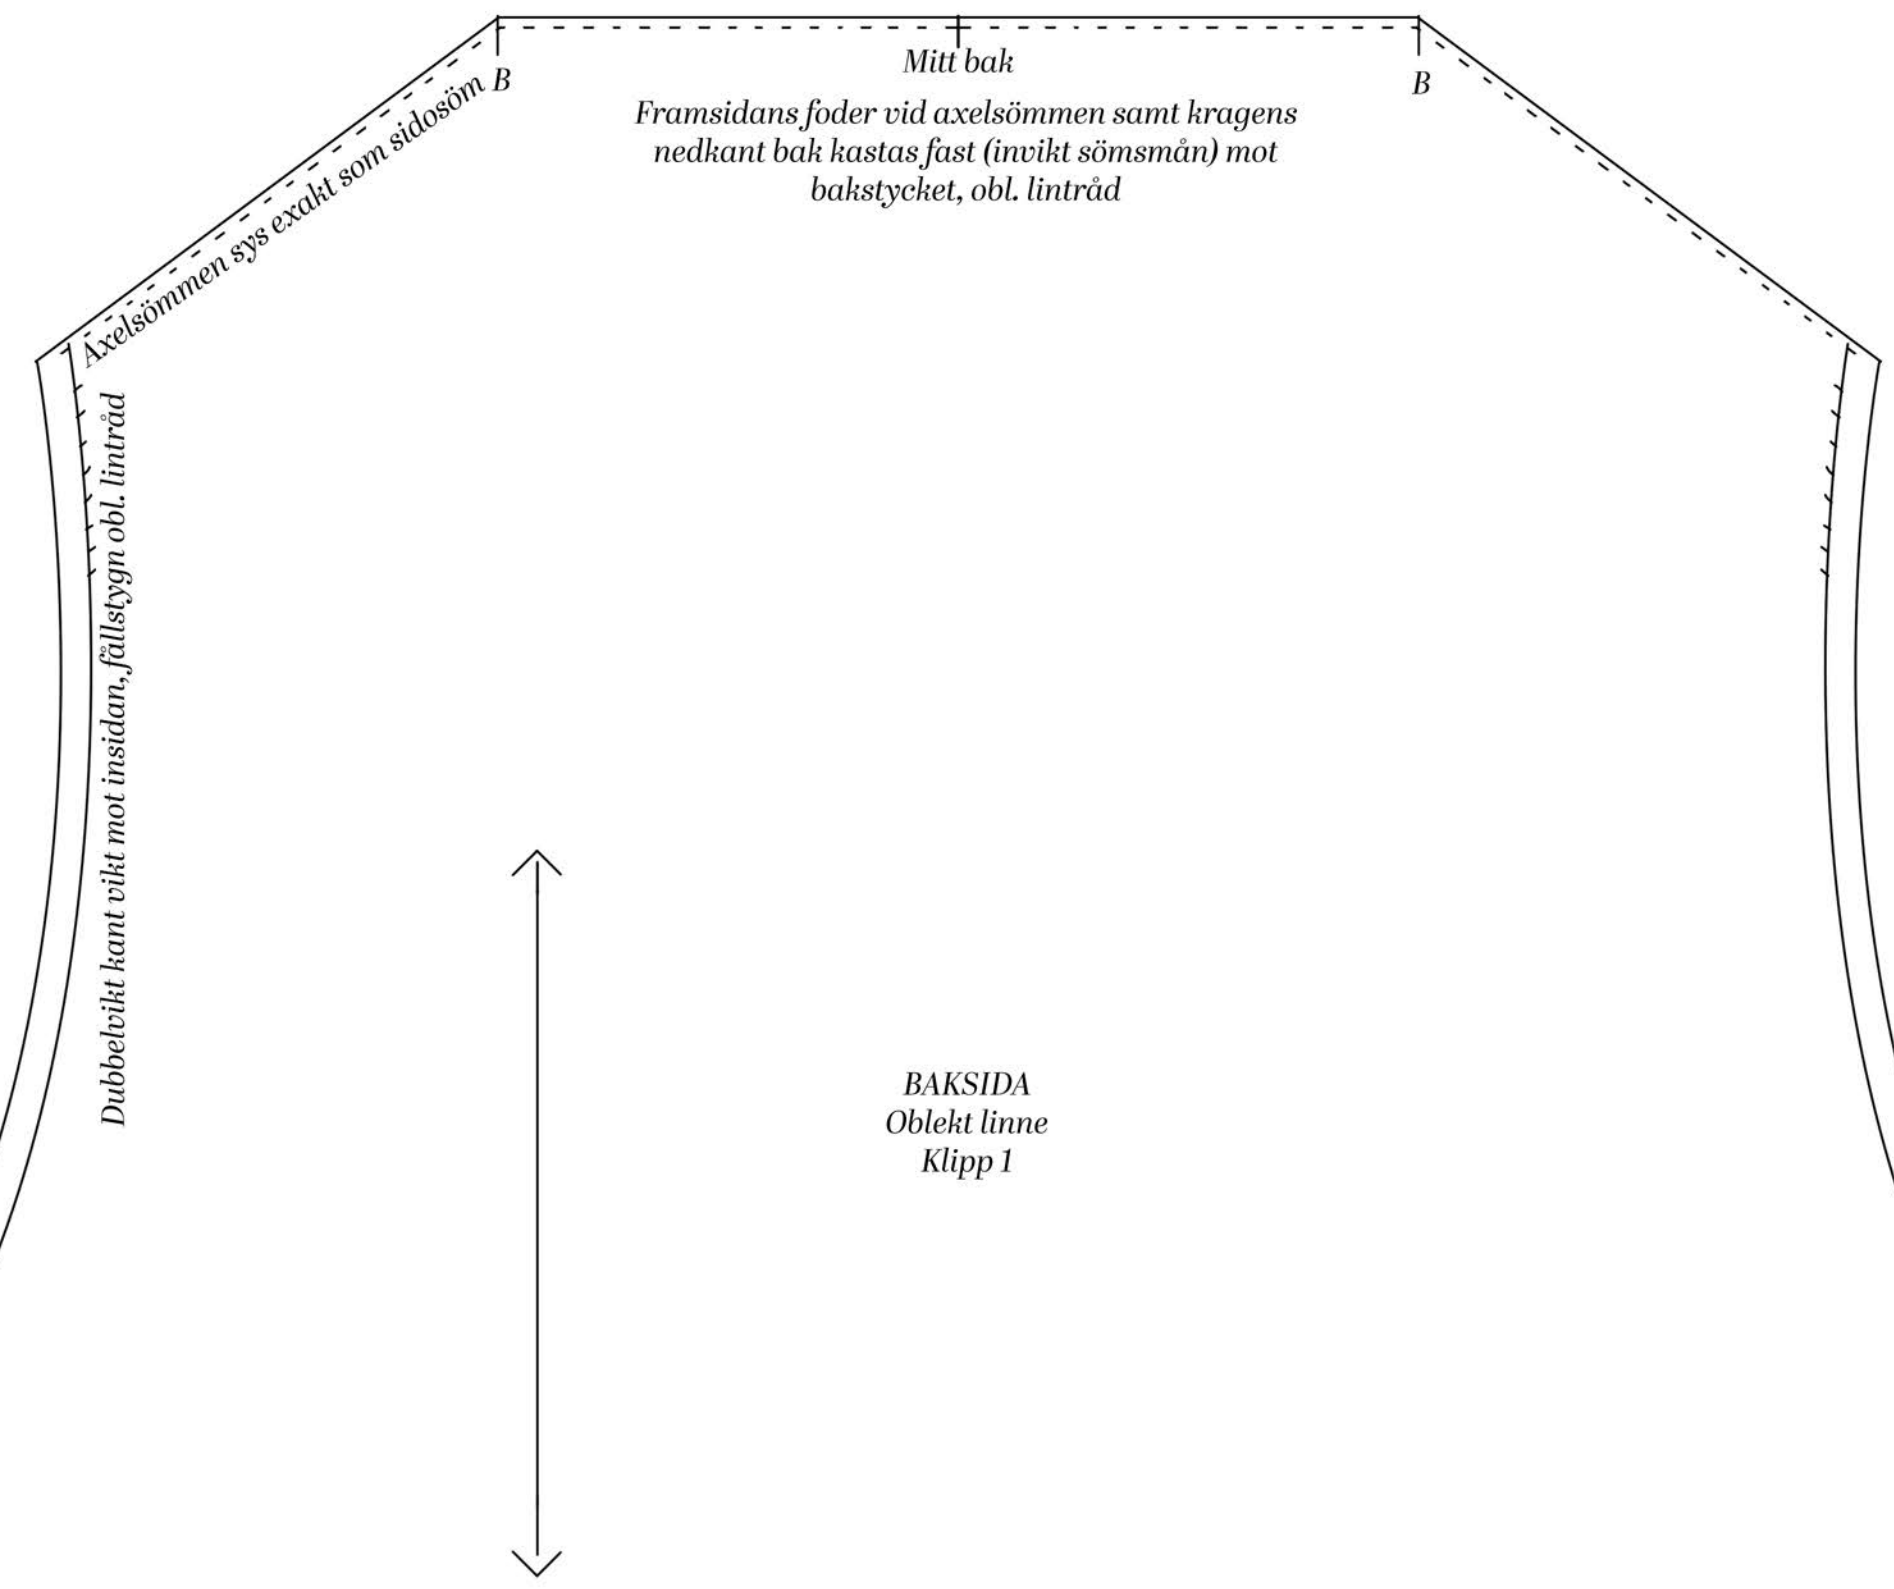 Mitt bak
B
B
Framsidans foder vid axelsömmen samt kragens
nedkant bak kastas fast (invikt sömsmån) mot
bakstycket, obl. lintråd
Axelsömmen sys exakt som sidosöm
Dubbelvikt kant vikt mot insidan, fållstygn obl. lintråd
BAKSIDA
Oblekt linne
Klipp 1